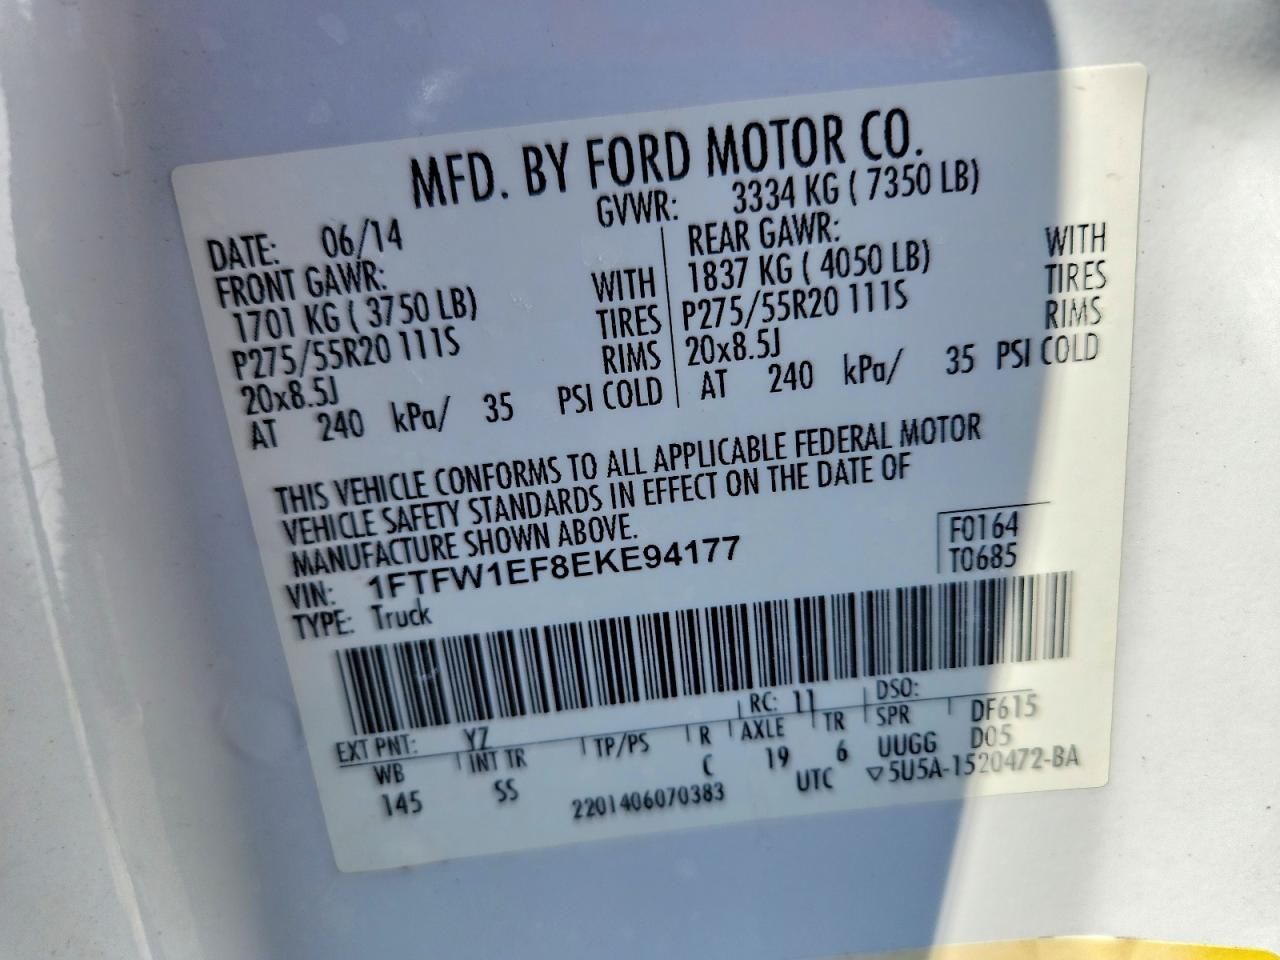 MFD. BY FORD MOTOR CO.
DATE: 06/14 GVWR: 3334 KG ( 7350 LB)
FRONT GAWR: REAR GAWR:
1701 KG ( 3750 LB) WITH 1837 KG ( 4050 LB) WITH
P275/55R20 111S TIRES P275/55R20 111S TIRES
20x8.5J RIMS 20x8.5J RIMS
AT 240 kPa/ 35 PSI COLD AT 240 kPa/ 35 PSI COLD
THIS VEHICLE CONFORMS TO ALL APPLICABLE FEDERAL MOTOR
VEHICLE SAFETY STANDARDS IN EFFECT ON THE DATE OF
MANUFACTURE SHOWN ABOVE.
VIN: 1FTFW1EF8EKE94177 F0164
TYPE: Truck T0685
EXT PNT: YZ RC: 11 DSO:
WB INT TR TP/PS R AXLE TR SPR DF615
145 SS C 19 6 UUGG D05
2201406070383 UTC ▽5U5A-1520472-BA